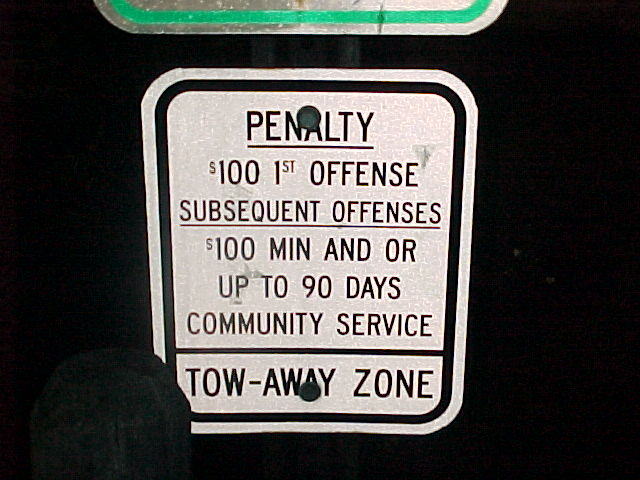 PENALTY
$100 1ST OFFENSE
SUBSEQUENT OFFENSES
$100 MIN AND OR
UP TO 90 DAYS
COMMUNITY SERVICE
TOW-AWAY ZONE